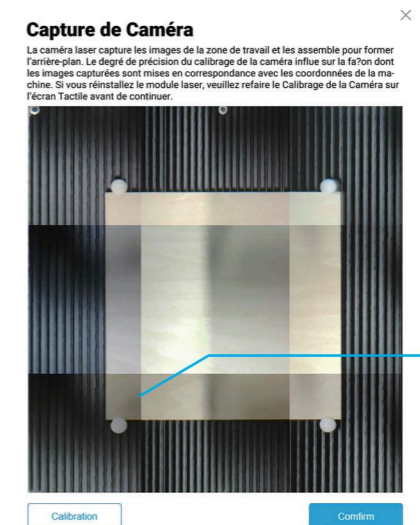 Capture de Caméra
La caméra laser capture les images de la zone de travail et les assemble pour former
l'arrière-plan. Le degré de précision du calibrage de la caméra influe sur la fa?on dont
les images capturées sont mises en correspondance avec les coordonnées de la ma-
chine. Si vous réinstallez le module laser, veuillez refaire le Calibrage de la Caméra sur
l'écran Tactile avant de continuer.
Calibration
Comfirm